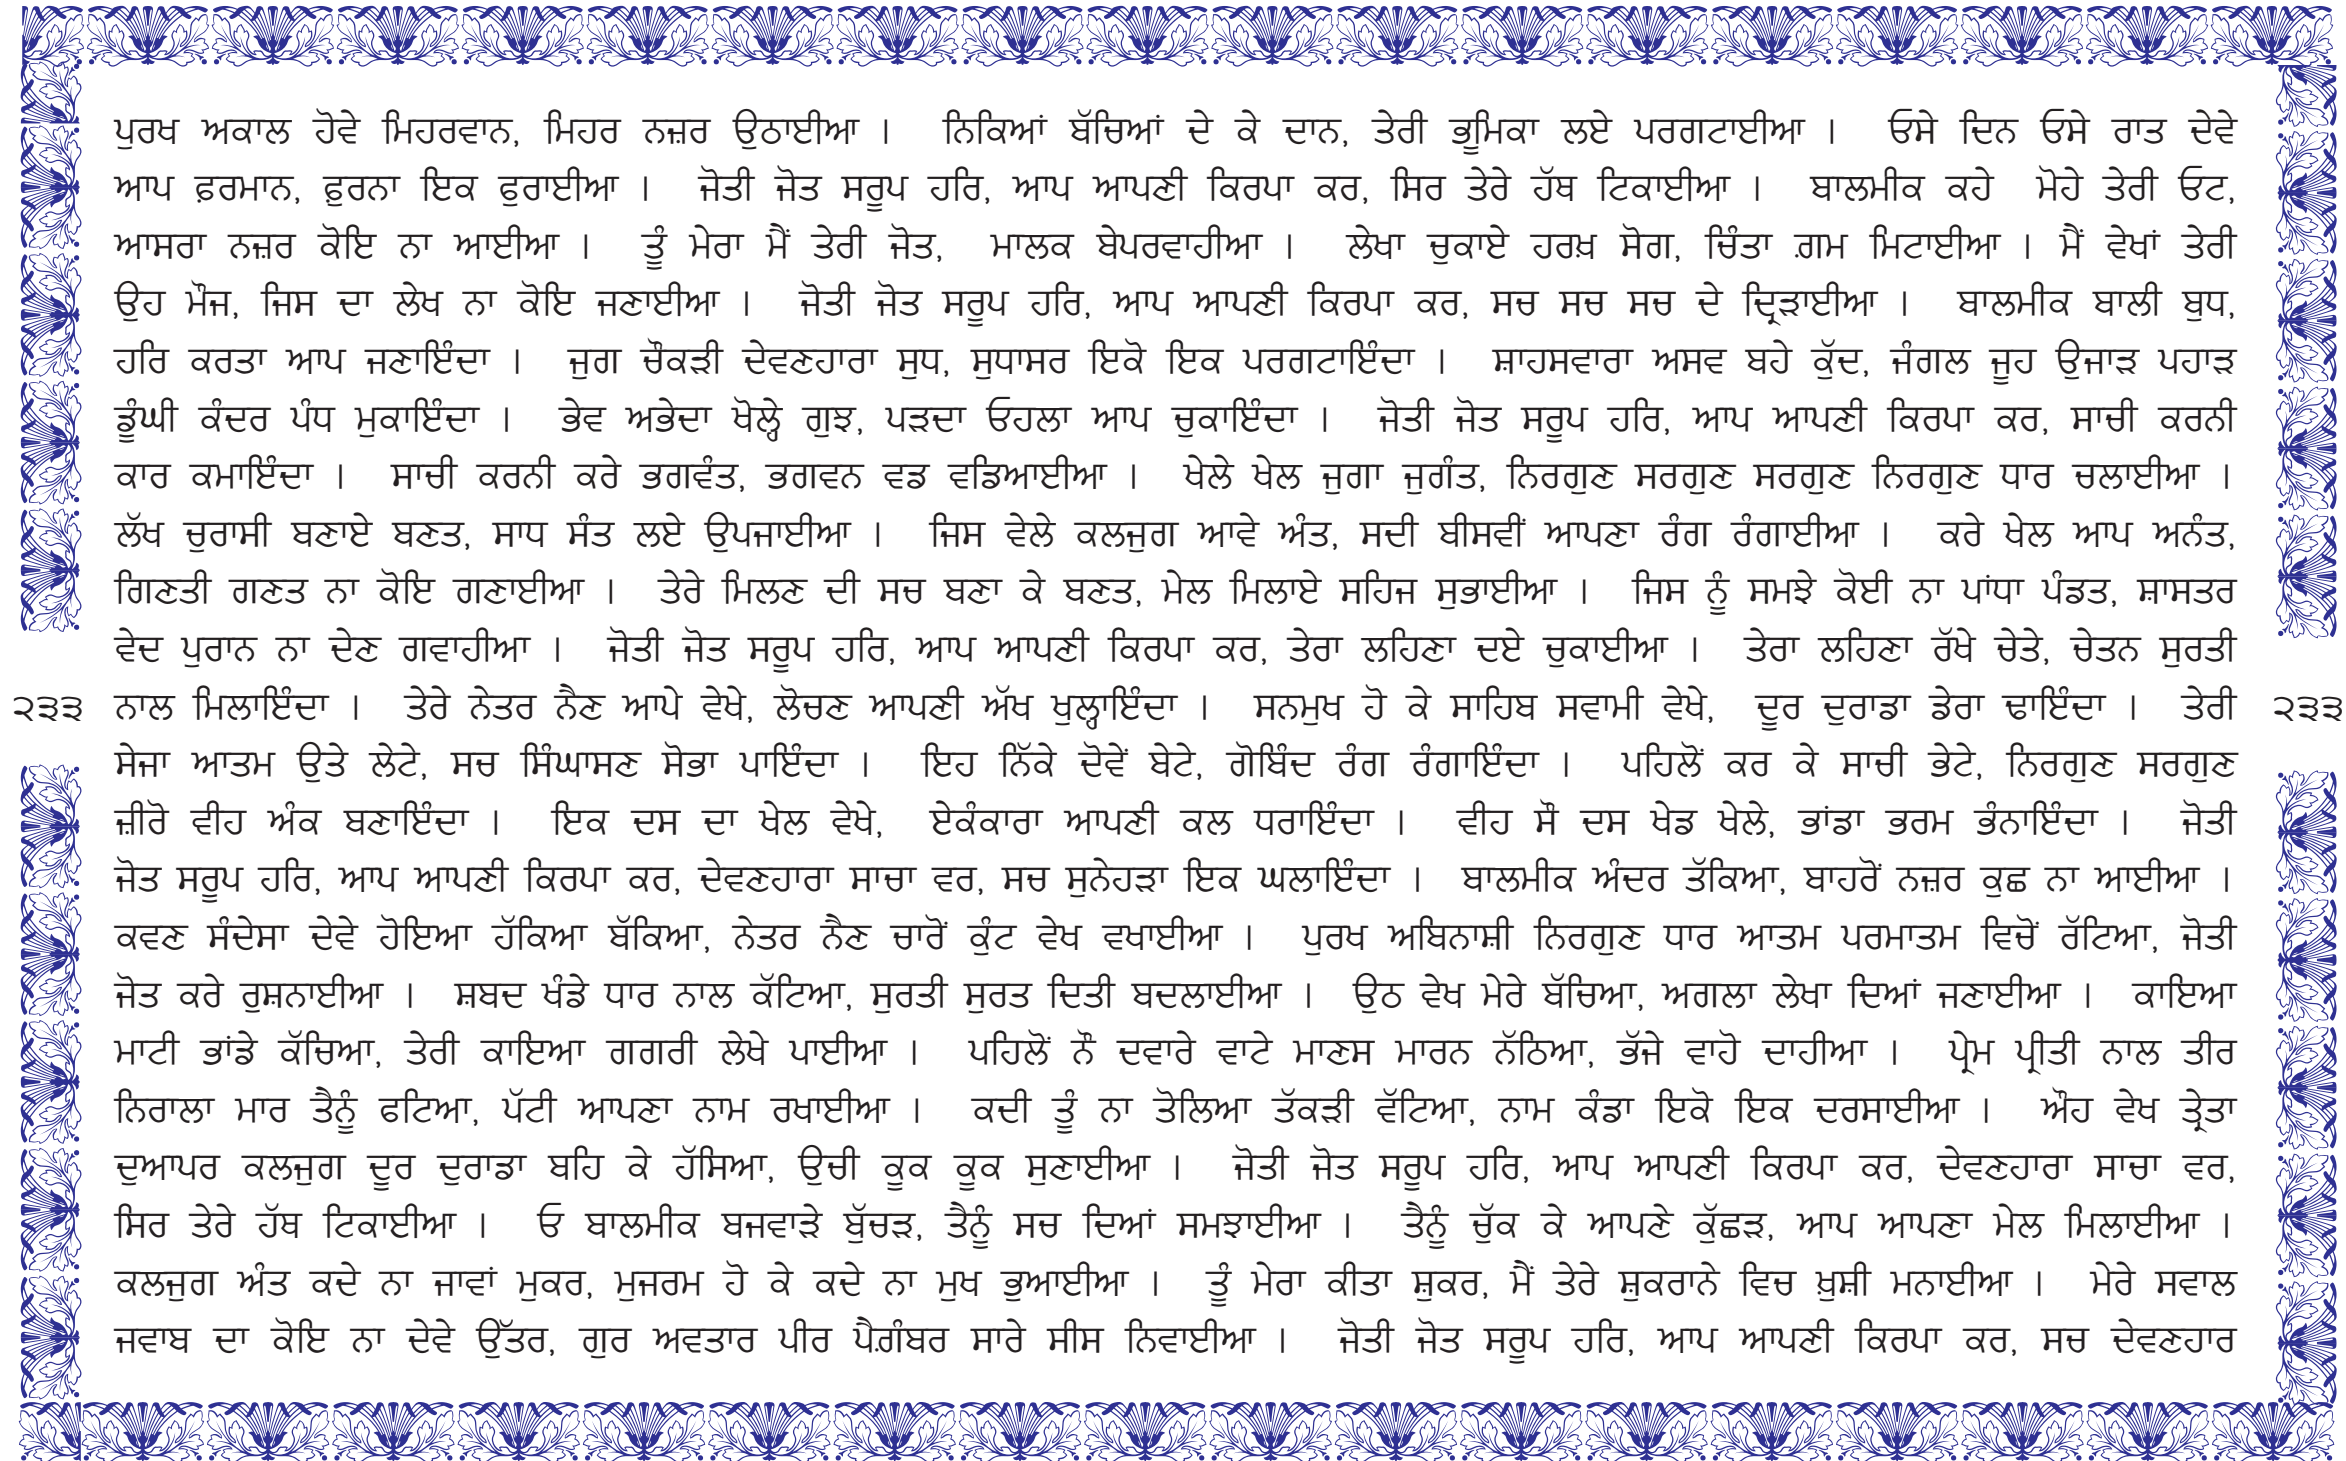 ਪੁਰਖ ਅਕਾਲ ਹੋਵੇ ਮਿਹਰਵਾਨ, ਮਿਹਰ ਨਜ਼ਰ ਉਠਾਈਆ । ਨਿਕਿਆਂ ਬੱਚਿਆਂ ਦੇ ਕੇ ਦਾਨ, ਤੇਰੀ ਭੂਮਿਕਾ ਲਏ ਪਰਗਟਾਈਆ । ਓਸੇ ਦਿਨ ਓਸੇ ਰਾਤ ਦੇਵੇ
ਆਪ ਫ਼ਰਮਾਨ, ਫ਼ੁਰਨਾ ਇਕ ਫੁਰਾਈਆ । ਜੋਤੀ ਜੋਤ ਸਰੂਪ ਹਰਿ, ਆਪ ਆਪਣੀ ਕਿਰਪਾ ਕਰ, ਸਿਰ ਤੇਰੇ ਹੱਥ ਟਿਕਾਈਆ । ਬਾਲਮੀਕ ਕਹੇ ਮੋਹੇ ਤੇਰੀ ਓਟ,
ਆਸਰਾ ਨਜ਼ਰ ਕੋਇ ਨਾ ਆਈਆ । ਤੂੰ ਮੇਰਾ ਮੈਂ ਤੇਰੀ ਜੋਤ, ਮਾਲਕ ਬੇਪਰਵਾਹੀਆ । ਲੇਖਾ ਚੁਕਾਏ ਹਰਖ਼ ਸੋਗ, ਚਿੰਤਾ ਗ਼ਮ ਮਿਟਾਈਆ । ਮੈਂ ਵੇਖਾਂ ਤੇਰੀ
ਉਹ ਮੌਜ, ਜਿਸ ਦਾ ਲੇਖ ਨਾ ਕੋਇ ਜਣਾਈਆ । ਜੋਤੀ ਜੋਤ ਸਰੂਪ ਹਰਿ, ਆਪ ਆਪਣੀ ਕਿਰਪਾ ਕਰ, ਸਚ ਸਚ ਸਚ ਦੇ ਦ੍ਰਿੜਾਈਆ । ਬਾਲਮੀਕ ਬਾਲੀ ਬੁਧ,
ਹਰਿ ਕਰਤਾ ਆਪ ਜਣਾਇੰਦਾ । ਜੁਗ ਚੌਕੜੀ ਦੇਵਣਹਾਰਾ ਸੁਧ, ਸੁਧਾਸਰ ਇਕੋ ਇਕ ਪਰਗਟਾਇੰਦਾ । ਸ਼ਾਹਸਵਾਰਾ ਅਸਵ ਬਹੇ ਕੁੱਦ, ਜੰਗਲ ਜੂਹ ਉਜਾੜ ਪਹਾੜ
ਡੂੰਘੀ ਕੰਦਰ ਪੰਧ ਮੁਕਾਇੰਦਾ । ਭੇਵ ਅਭੇਦਾ ਖੋਲ੍ਹੇ ਗੁਝ, ਪੜਦਾ ਓਹਲਾ ਆਪ ਚੁਕਾਇੰਦਾ । ਜੋਤੀ ਜੋਤ ਸਰੂਪ ਹਰਿ, ਆਪ ਆਪਣੀ ਕਿਰਪਾ ਕਰ, ਸਾਚੀ ਕਰਨੀ
ਕਾਰ ਕਮਾਇੰਦਾ । ਸਾਚੀ ਕਰਨੀ ਕਰੇ ਭਗਵੰਤ, ਭਗਵਨ ਵਡ ਵਡਿਆਈਆ । ਖੇਲੇ ਖੇਲ ਜੁਗਾ ਜੁਗੰਤ, ਨਿਰਗੁਣ ਸਰਗੁਣ ਸਰਗੁਣ ਨਿਰਗੁਣ ਧਾਰ ਚਲਾਈਆ ।
ਲੱਖ ਚੁਰਾਸੀ ਬਣਾਏ ਬਣਤ, ਸਾਧ ਸੰਤ ਲਏ ਉਪਜਾਈਆ । ਜਿਸ ਵੇਲੇ ਕਲਜੁਗ ਆਵੇ ਅੰਤ, ਸਦੀ ਬੀਸਵੀਂ ਆਪਣਾ ਰੰਗ ਰੰਗਾਈਆ । ਕਰੇ ਖੇਲ ਆਪ ਅਨੰਤ,
ਗਿਣਤੀ ਗਣਤ ਨਾ ਕੋਇ ਗਣਾਈਆ । ਤੇਰੇ ਮਿਲਣ ਦੀ ਸਚ ਬਣਾ ਕੇ ਬਣਤ, ਮੇਲ ਮਿਲਾਏ ਸਹਿਜ ਸੁਭਾਈਆ । ਜਿਸ ਨੂੰ ਸਮਝੇ ਕੋਈ ਨਾ ਪਾਂਧਾ ਪੰਡਤ, ਸ਼ਾਸਤਰ
ਵੇਦ ਪੁਰਾਨ ਨਾ ਦੇਣ ਗਵਾਹੀਆ । ਜੋਤੀ ਜੋਤ ਸਰੂਪ ਹਰਿ, ਆਪ ਆਪਣੀ ਕਿਰਪਾ ਕਰ, ਤੇਰਾ ਲਹਿਣਾ ਦਏ ਚੁਕਾਈਆ । ਤੇਰਾ ਲਹਿਣਾ ਰੱਖੇ ਚੇਤੇ, ਚੇਤਨ ਸੁਰਤੀ
੨੩੩ ਨਾਲ ਮਿਲਾਇੰਦਾ । ਤੇਰੇ ਨੇਤਰ ਨੈਣ ਆਪੇ ਵੇਖੇ, ਲੋਚਣ ਆਪਣੀ ਅੱਖ ਖੁਲ੍ਹਾਇੰਦਾ । ਸਨਮੁਖ ਹੋ ਕੇ ਸਾਹਿਬ ਸਵਾਮੀ ਵੇਖੇ, ਦੂਰ ਦੁਰਾਡਾ ਡੇਰਾ ਢਾਇੰਦਾ । ਤੇਰੀ ੨੩੩
ਸੇਜਾ ਆਤਮ ਉਤੇ ਲੇਟੇ, ਸਚ ਸਿੰਘਾਸਣ ਸੋਭਾ ਪਾਇੰਦਾ । ਇਹ ਨਿੱਕੇ ਦੋਵੇਂ ਬੇਟੇ, ਗੋਬਿੰਦ ਰੰਗ ਰੰਗਾਇੰਦਾ । ਪਹਿਲੋਂ ਕਰ ਕੇ ਸਾਚੀ ਭੇਟੇ, ਨਿਰਗੁਣ ਸਰਗੁਣ
ਜ਼ੀਰੋ ਵੀਹ ਅੰਕ ਬਣਾਇੰਦਾ । ਇਕ ਦਸ ਦਾ ਖੇਲ ਵੇਖੇ, ਏਕੰਕਾਰਾ ਆਪਣੀ ਕਲ ਧਰਾਇੰਦਾ । ਵੀਹ ਸੌ ਦਸ ਖੇਡ ਖੇਲੇ, ਭਾਂਡਾ ਭਰਮ ਭੰਨਾਇੰਦਾ । ਜੋਤੀ
ਜੋਤ ਸਰੂਪ ਹਰਿ, ਆਪ ਆਪਣੀ ਕਿਰਪਾ ਕਰ, ਦੇਵਣਹਾਰਾ ਸਾਚਾ ਵਰ, ਸਚ ਸੁਨੇਹੜਾ ਇਕ ਘਲਾਇੰਦਾ । ਬਾਲਮੀਕ ਅੰਦਰ ਤੱਕਿਆ, ਬਾਹਰੋਂ ਨਜ਼ਰ ਕੁਛ ਨਾ ਆਈਆ ।
ਕਵਣ ਸੰਦੇਸਾ ਦੇਵੇ ਹੋਇਆ ਹੱਕਿਆ ਬੱਕਿਆ, ਨੇਤਰ ਨੈਣ ਚਾਰੋਂ ਕੁੰਟ ਵੇਖ ਵਖਾਈਆ । ਪੁਰਖ ਅਬਿਨਾਸ਼ੀ ਨਿਰਗੁਣ ਧਾਰ ਆਤਮ ਪਰਮਾਤਮ ਵਿਚੋਂ ਰੱਟਿਆ, ਜੋਤੀ
ਜੋਤ ਕਰੇ ਰੁਸ਼ਨਾਈਆ । ਸ਼ਬਦ ਖੰਡੇ ਧਾਰ ਨਾਲ ਕੱਟਿਆ, ਸੁਰਤੀ ਸੁਰਤ ਦਿਤੀ ਬਦਲਾਈਆ । ਉਠ ਵੇਖ ਮੇਰੇ ਬੱਚਿਆ, ਅਗਲਾ ਲੇਖਾ ਦਿਆਂ ਜਣਾਈਆ । ਕਾਇਆ
ਮਾਟੀ ਭਾਂਡੇ ਕੱਚਿਆ, ਤੇਰੀ ਕਾਇਆ ਗਗਰੀ ਲੇਖੇ ਪਾਈਆ । ਪਹਿਲੋਂ ਨੌ ਦਵਾਰੇ ਵਾਟੇ ਮਾਣਸ ਮਾਰਨ ਨੱਠਿਆ, ਭੱਜੇ ਵਾਹੋ ਦਾਹੀਆ । ਪ੍ਰੇਮ ਪ੍ਰੀਤੀ ਨਾਲ ਤੀਰ
ਨਿਰਾਲਾ ਮਾਰ ਤੈਨੂੰ ਫਟਿਆ, ਪੱਟੀ ਆਪਣਾ ਨਾਮ ਰਖਾਈਆ । ਕਦੀ ਤੂੰ ਨਾ ਤੋਲਿਆ ਤੱਕੜੀ ਵੱਟਿਆ, ਨਾਮ ਕੰਡਾ ਇਕੋ ਇਕ ਦਰਸਾਈਆ । ਔਹ ਵੇਖ ਤ੍ਰੇਤਾ
ਦੁਆਪਰ ਕਲਜੁਗ ਦੂਰ ਦੁਰਾਡਾ ਬਹਿ ਕੇ ਹੱਸਿਆ, ਉਚੀ ਕੂਕ ਕੂਕ ਸੁਣਾਈਆ । ਜੋਤੀ ਜੋਤ ਸਰੂਪ ਹਰਿ, ਆਪ ਆਪਣੀ ਕਿਰਪਾ ਕਰ, ਦੇਵਣਹਾਰਾ ਸਾਚਾ ਵਰ,
ਸਿਰ ਤੇਰੇ ਹੱਥ ਟਿਕਾਈਆ । ਓ ਬਾਲਮੀਕ ਬਜਵਾੜੇ ਬੁੱਚੜ, ਤੈਨੂੰ ਸਚ ਦਿਆਂ ਸਮਝਾਈਆ । ਤੈਨੂੰ ਚੁੱਕ ਕੇ ਆਪਣੇ ਕੁੱਛੜ, ਆਪ ਆਪਣਾ ਮੇਲ ਮਿਲਾਈਆ ।
ਕਲਜੁਗ ਅੰਤ ਕਦੇ ਨਾ ਜਾਵਾਂ ਮੁਕਰ, ਮੁਜਰਮ ਹੋ ਕੇ ਕਦੇ ਨਾ ਮੁਖ ਭੁਆਈਆ । ਤੂੰ ਮੇਰਾ ਕੀਤਾ ਸ਼ੁਕਰ, ਮੈਂ ਤੇਰੇ ਸ਼ੁਕਰਾਨੇ ਵਿਚ ਖ਼ੁਸ਼ੀ ਮਨਾਈਆ । ਮੇਰੇ ਸਵਾਲ
ਜਵਾਬ ਦਾ ਕੋਇ ਨਾ ਦੇਵੇ ਉੱਤਰ, ਗੁਰ ਅਵਤਾਰ ਪੀਰ ਪੈਗ਼ੰਬਰ ਸਾਰੇ ਸੀਸ ਨਿਵਾਈਆ । ਜੋਤੀ ਜੋਤ ਸਰੂਪ ਹਰਿ, ਆਪ ਆਪਣੀ ਕਿਰਪਾ ਕਰ, ਸਚ ਦੇਵਣਹਾਰ